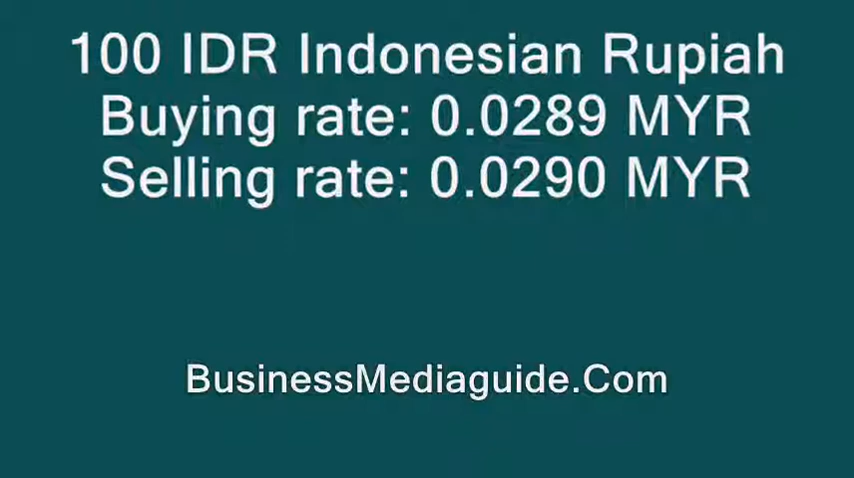 100 IDR Indonesian Rupiah
Buying rate: 0.0289 MYR
Selling rate: 0.0290 MYR
BusinessMediaguide.Com